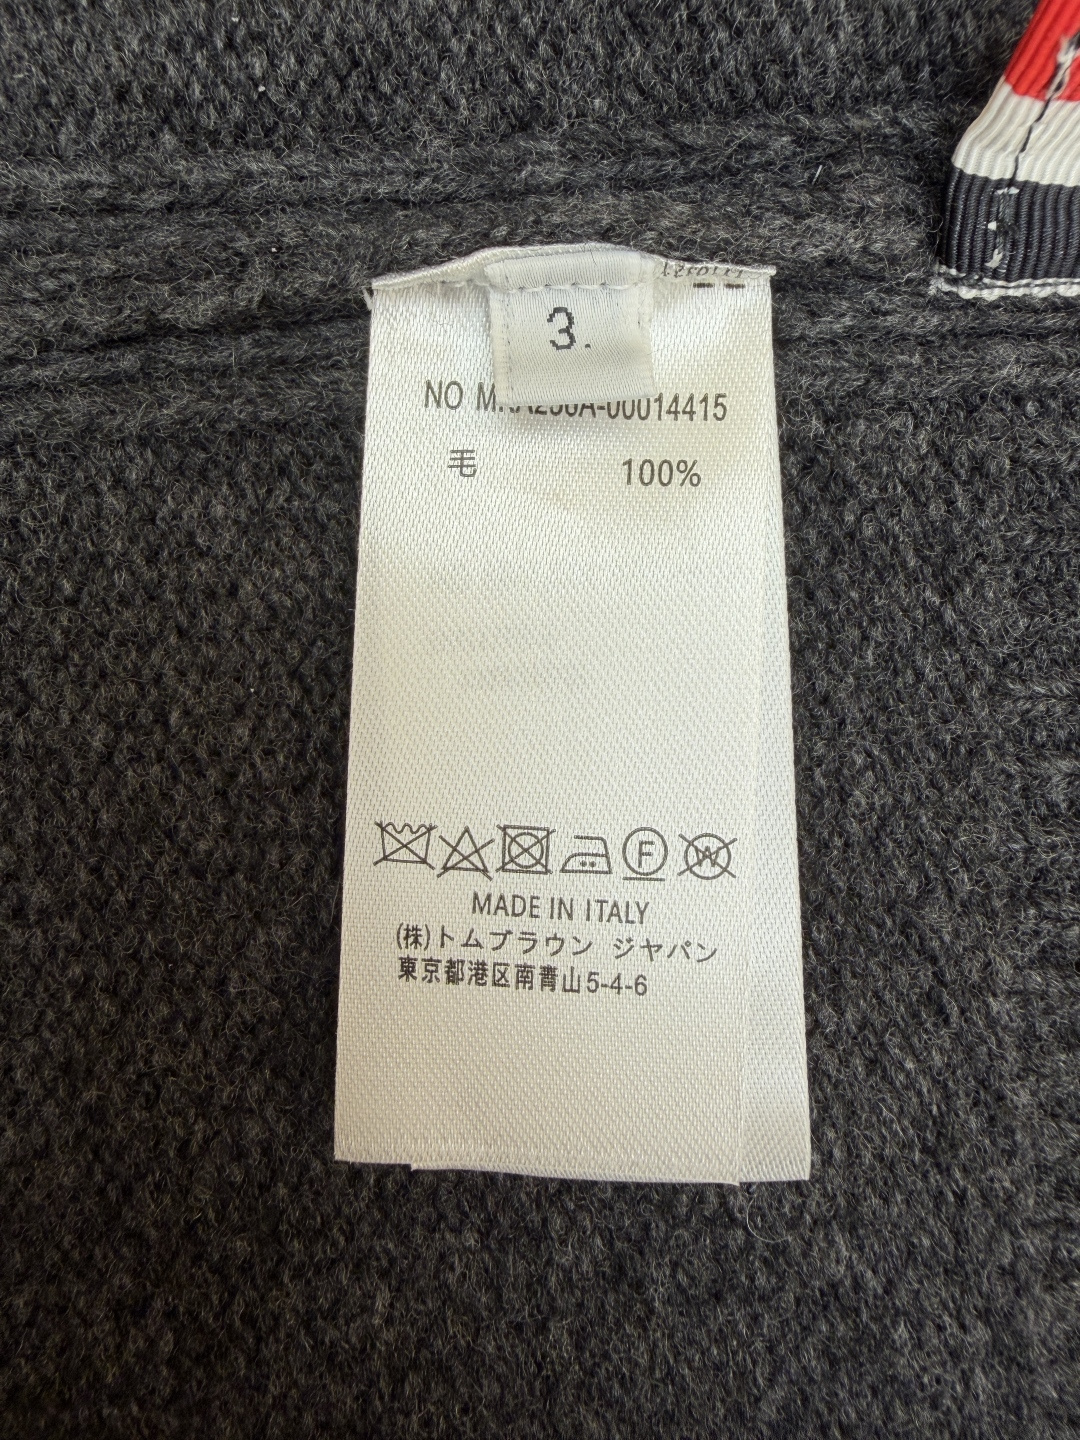 3.
NO
毛 100%
F
W
MADE IN ITALY
(株)トムブラウン ジャパン
東京都港区南青山5-4-6